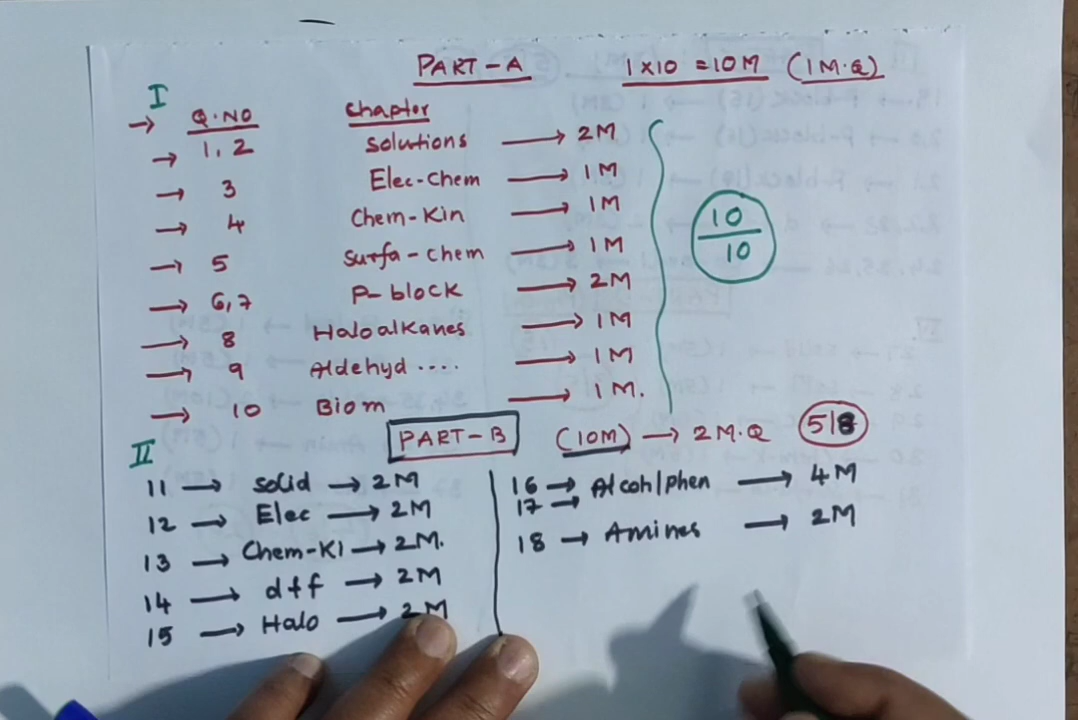 PART-A 1×10 =10M (1M.Q)
I
→ Q.NO Chapter
→ 1,2 Solutions → 2M
→ 3 Elec-Chem → 1M
→ 4 Chem-Kin → 1M
→ 5 Surfa-Chem → 1M
→ 6,7 P-block → 2M
→ 8 Haloalkanes → 1M
→ 9 Aldehyd .... → 1M
→ 10 Biom → 1M.
10/10
II PART-B (10M) → 2M.Q 5|8
11 → Solid → 2M
12 → Elec → 2M
13 → Chem-KI → 2M.
14 → d+f → 2M
15 → Halo → 2M
16 → Alcoh/phen → 4M
17 →
18 → Amines → 2M